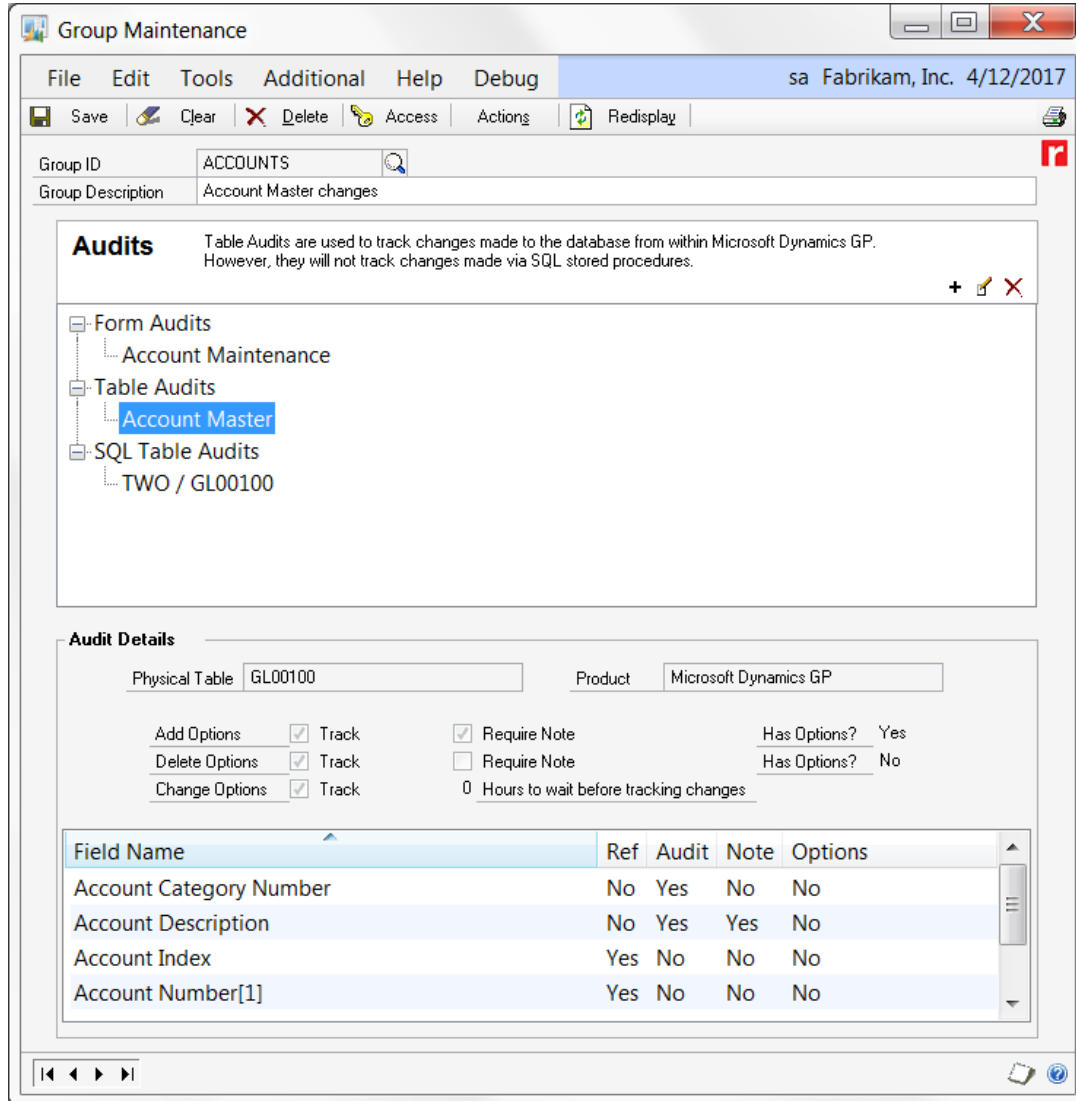 Group Maintenance
File Edit Tools Additional Help Debug sa Fabrikam, Inc. 4/12/2017
Save Clear Delete Access Actions Redisplay
r
Group ID ACCOUNTS
Group Description Account Master changes
Audits Table Audits are used to track changes made to the database from within Microsoft Dynamics GP.
However, they will not track changes made via SQL stored procedures.
Form Audits
Account Maintenance
Table Audits
Account Master
SQL Table Audits
TWO / GL00100
Audit Details
Physical Table GL00100 Product Microsoft Dynamics GP
Add Options Track Require Note Has Options? Yes
Delete Options Track Require Note Has Options? No
Change Options Track 0 Hours to wait before tracking changes
Field Name Ref Audit Note Options
Account Category Number No Yes No No
Account Description No Yes Yes No
Account Index Yes No No No
Account Number[1] Yes No No No